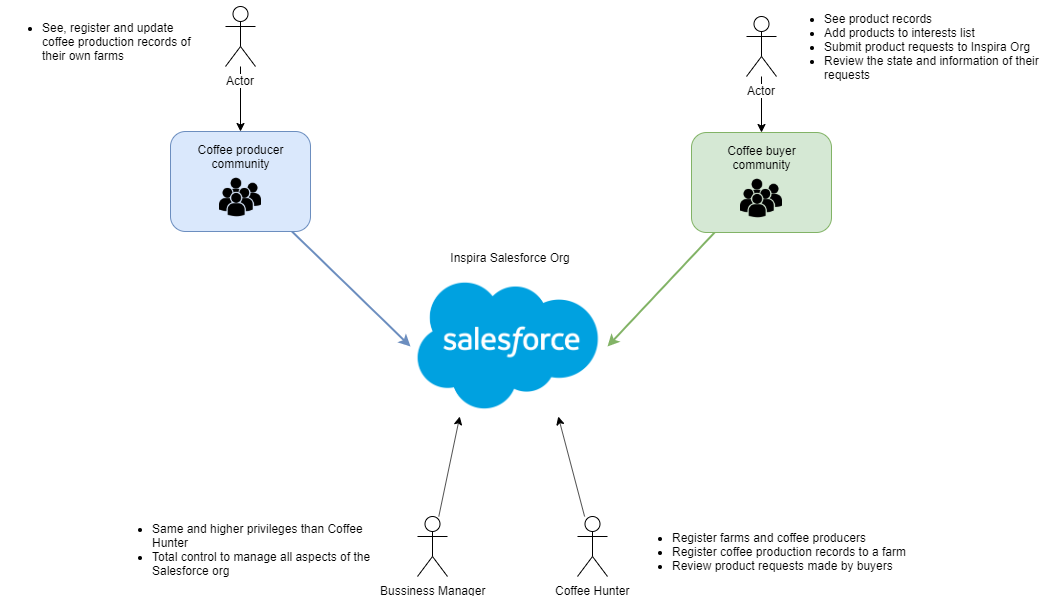 See, register and update
coffee production records of
their own farms
Actor
See product records
Add products to interests list
Submit product requests to Inspira Org
Review the state and information of their
requests
Actor
Coffee producer
community
Coffee buyer
community
Inspira Salesforce Org
salesforce
Same and higher privileges than Coffee
Hunter
Total control to manage all aspects of the
Salesforce org
Bussiness Manager
Register farms and coffee producers
Register coffee production records to a farm
Review product requests made by buyers
Coffee Hunter